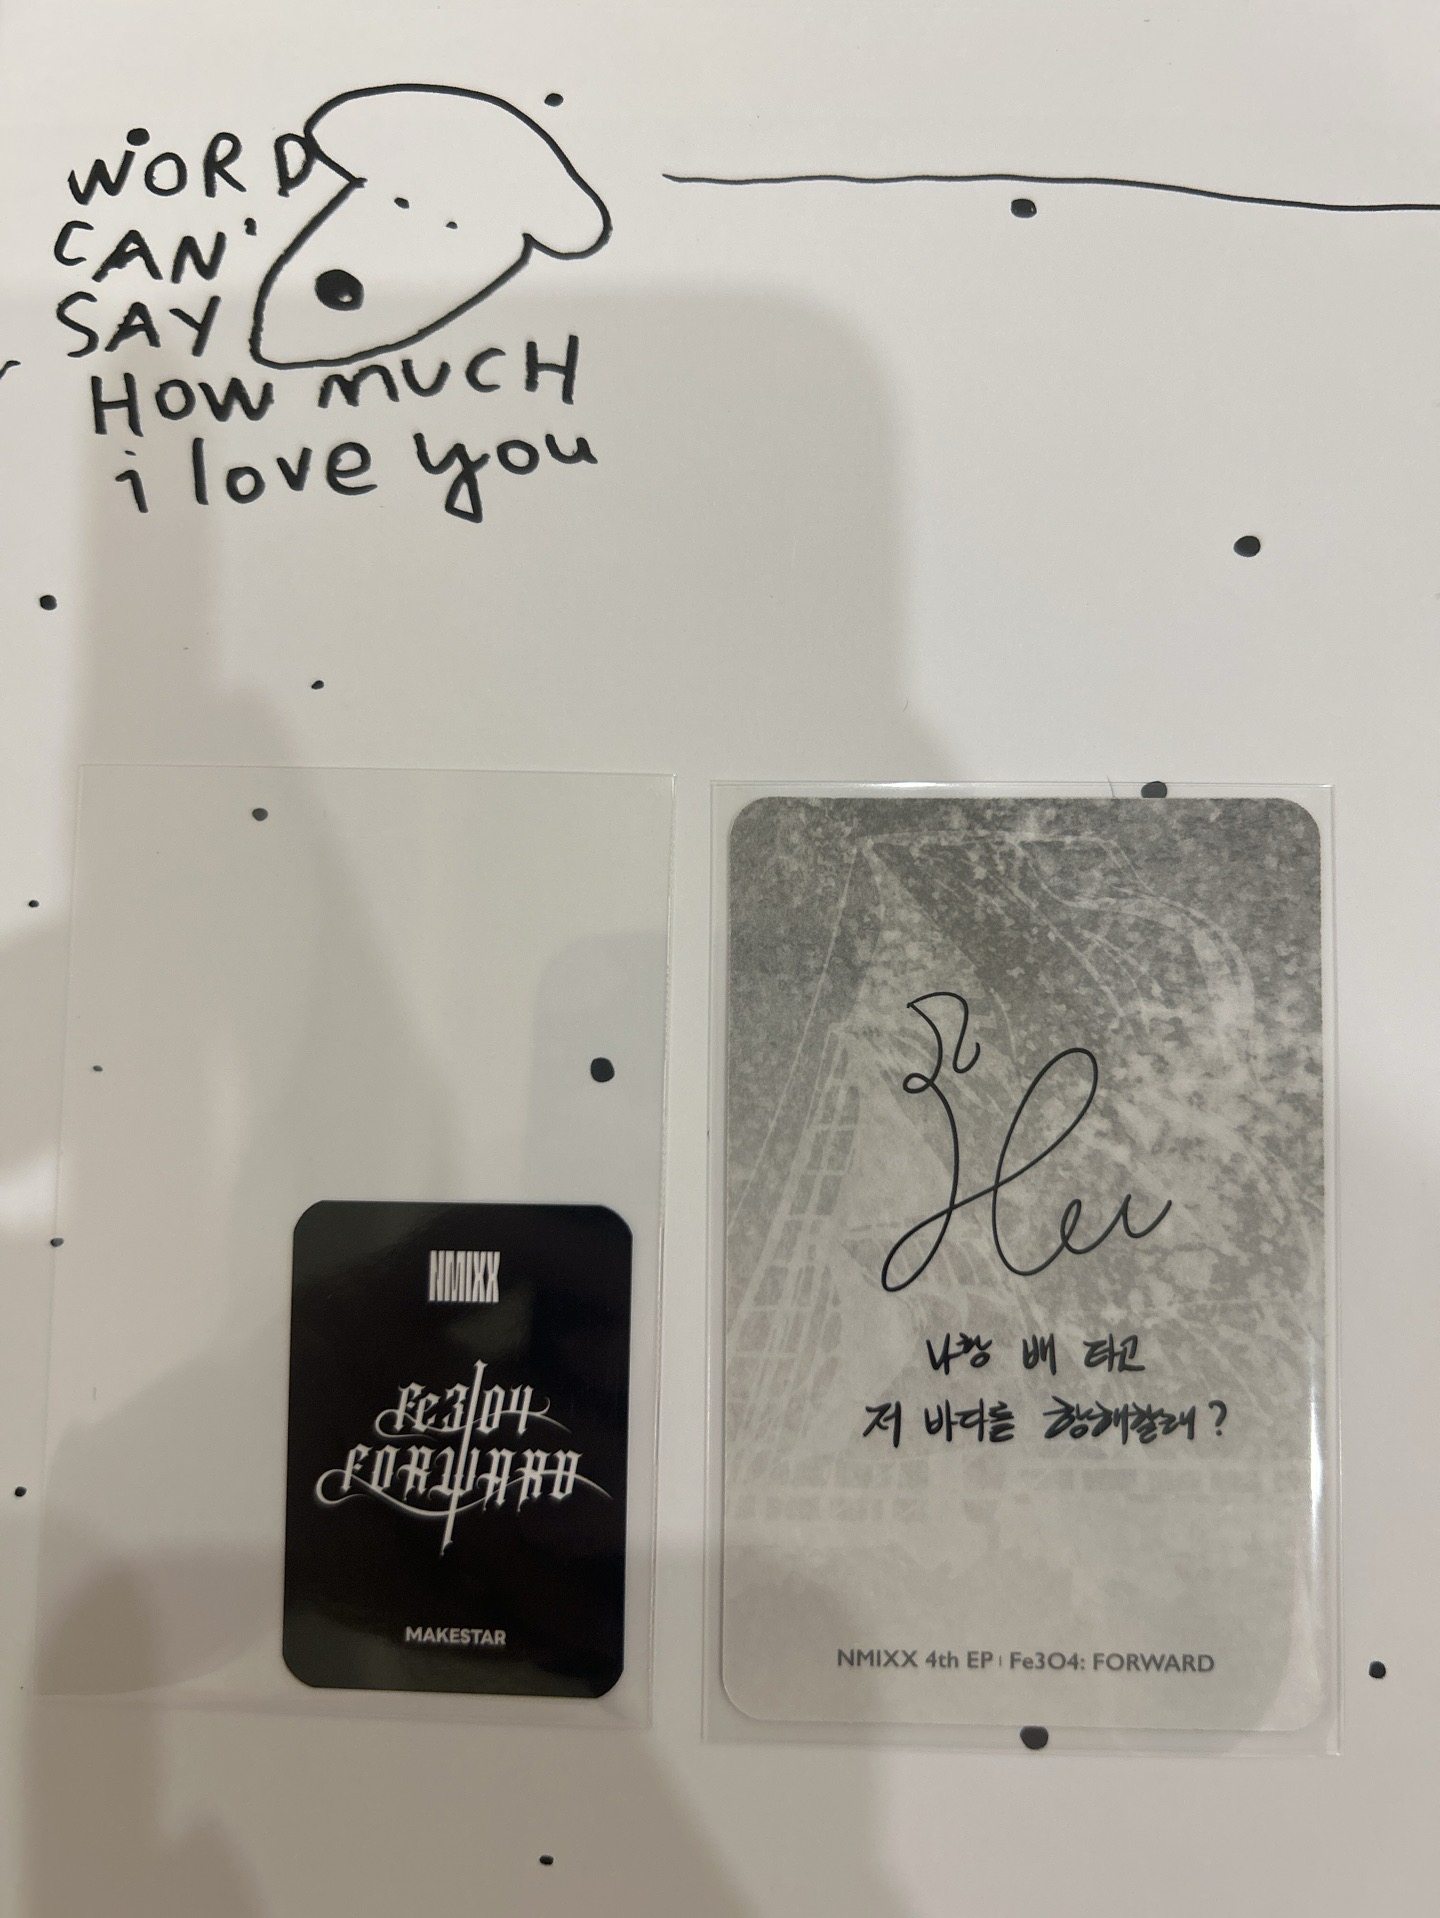 WORD
CAN'
SAY
HOW MUCH
i love you
NMIXX
Fe3O4
FORWARD
MAKESTAR
나랑 배 타고
저 바다를 항해할래?
NMIXX 4th EP | Fe3O4: FORWARD